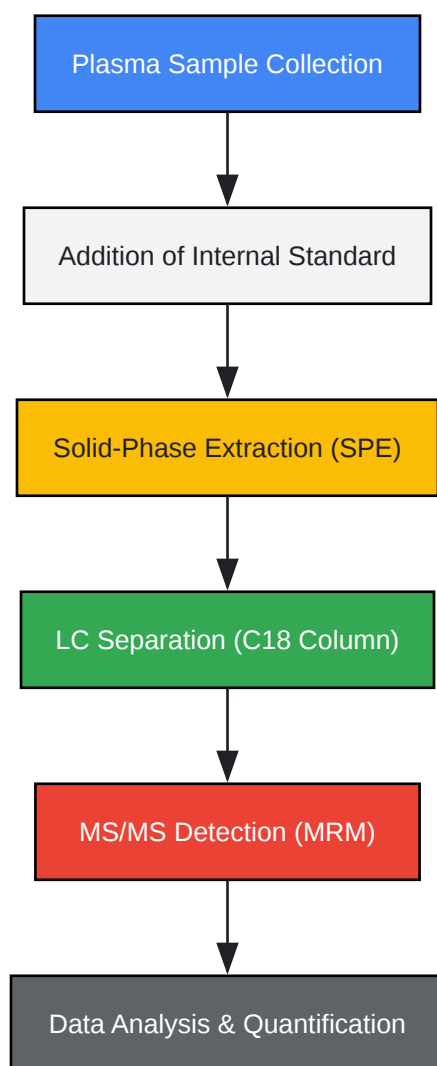 Plasma Sample Collection
Addition of Internal Standard
Solid-Phase Extraction (SPE)
LC Separation (C18 Column)
MS/MS Detection (MRM)
Data Analysis & Quantification